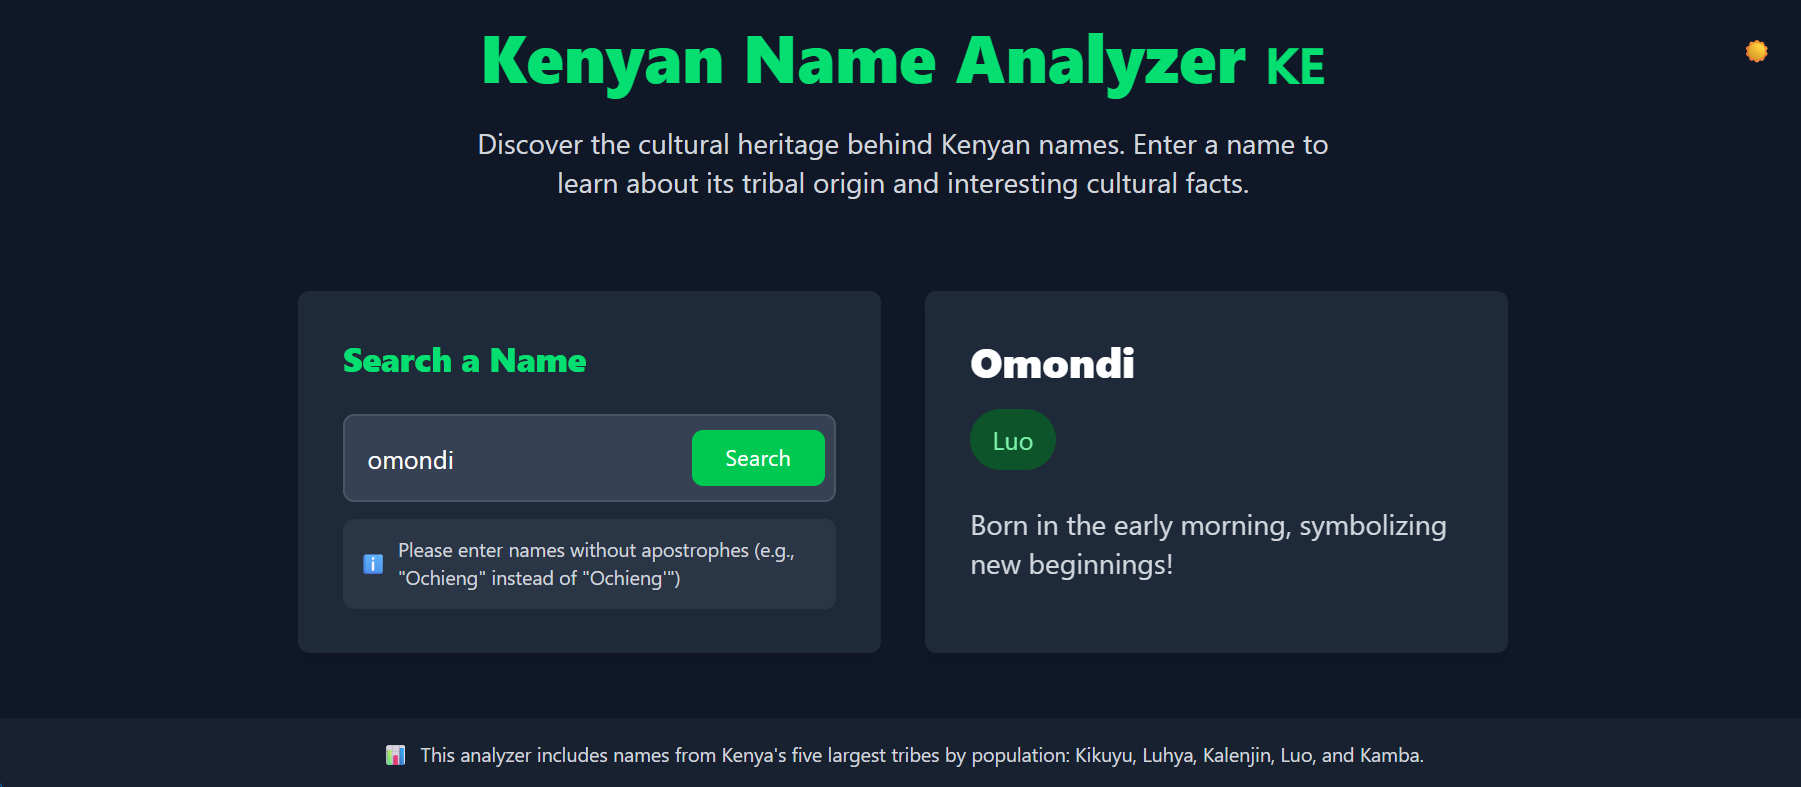 Kenyan Name Analyzer KE
Discover the cultural heritage behind Kenyan names. Enter a name to
learn about its tribal origin and interesting cultural facts.
Search a Name
omondi
Search
Please enter names without apostrophes (e.g.,
"Ochieng" instead of "Ochieng'")
Omondi
Luo
Born in the early morning, symbolizing
new beginnings!
This analyzer includes names from Kenya's five largest tribes by population: Kikuyu, Luhya, Kalenjin, Luo, and Kamba.